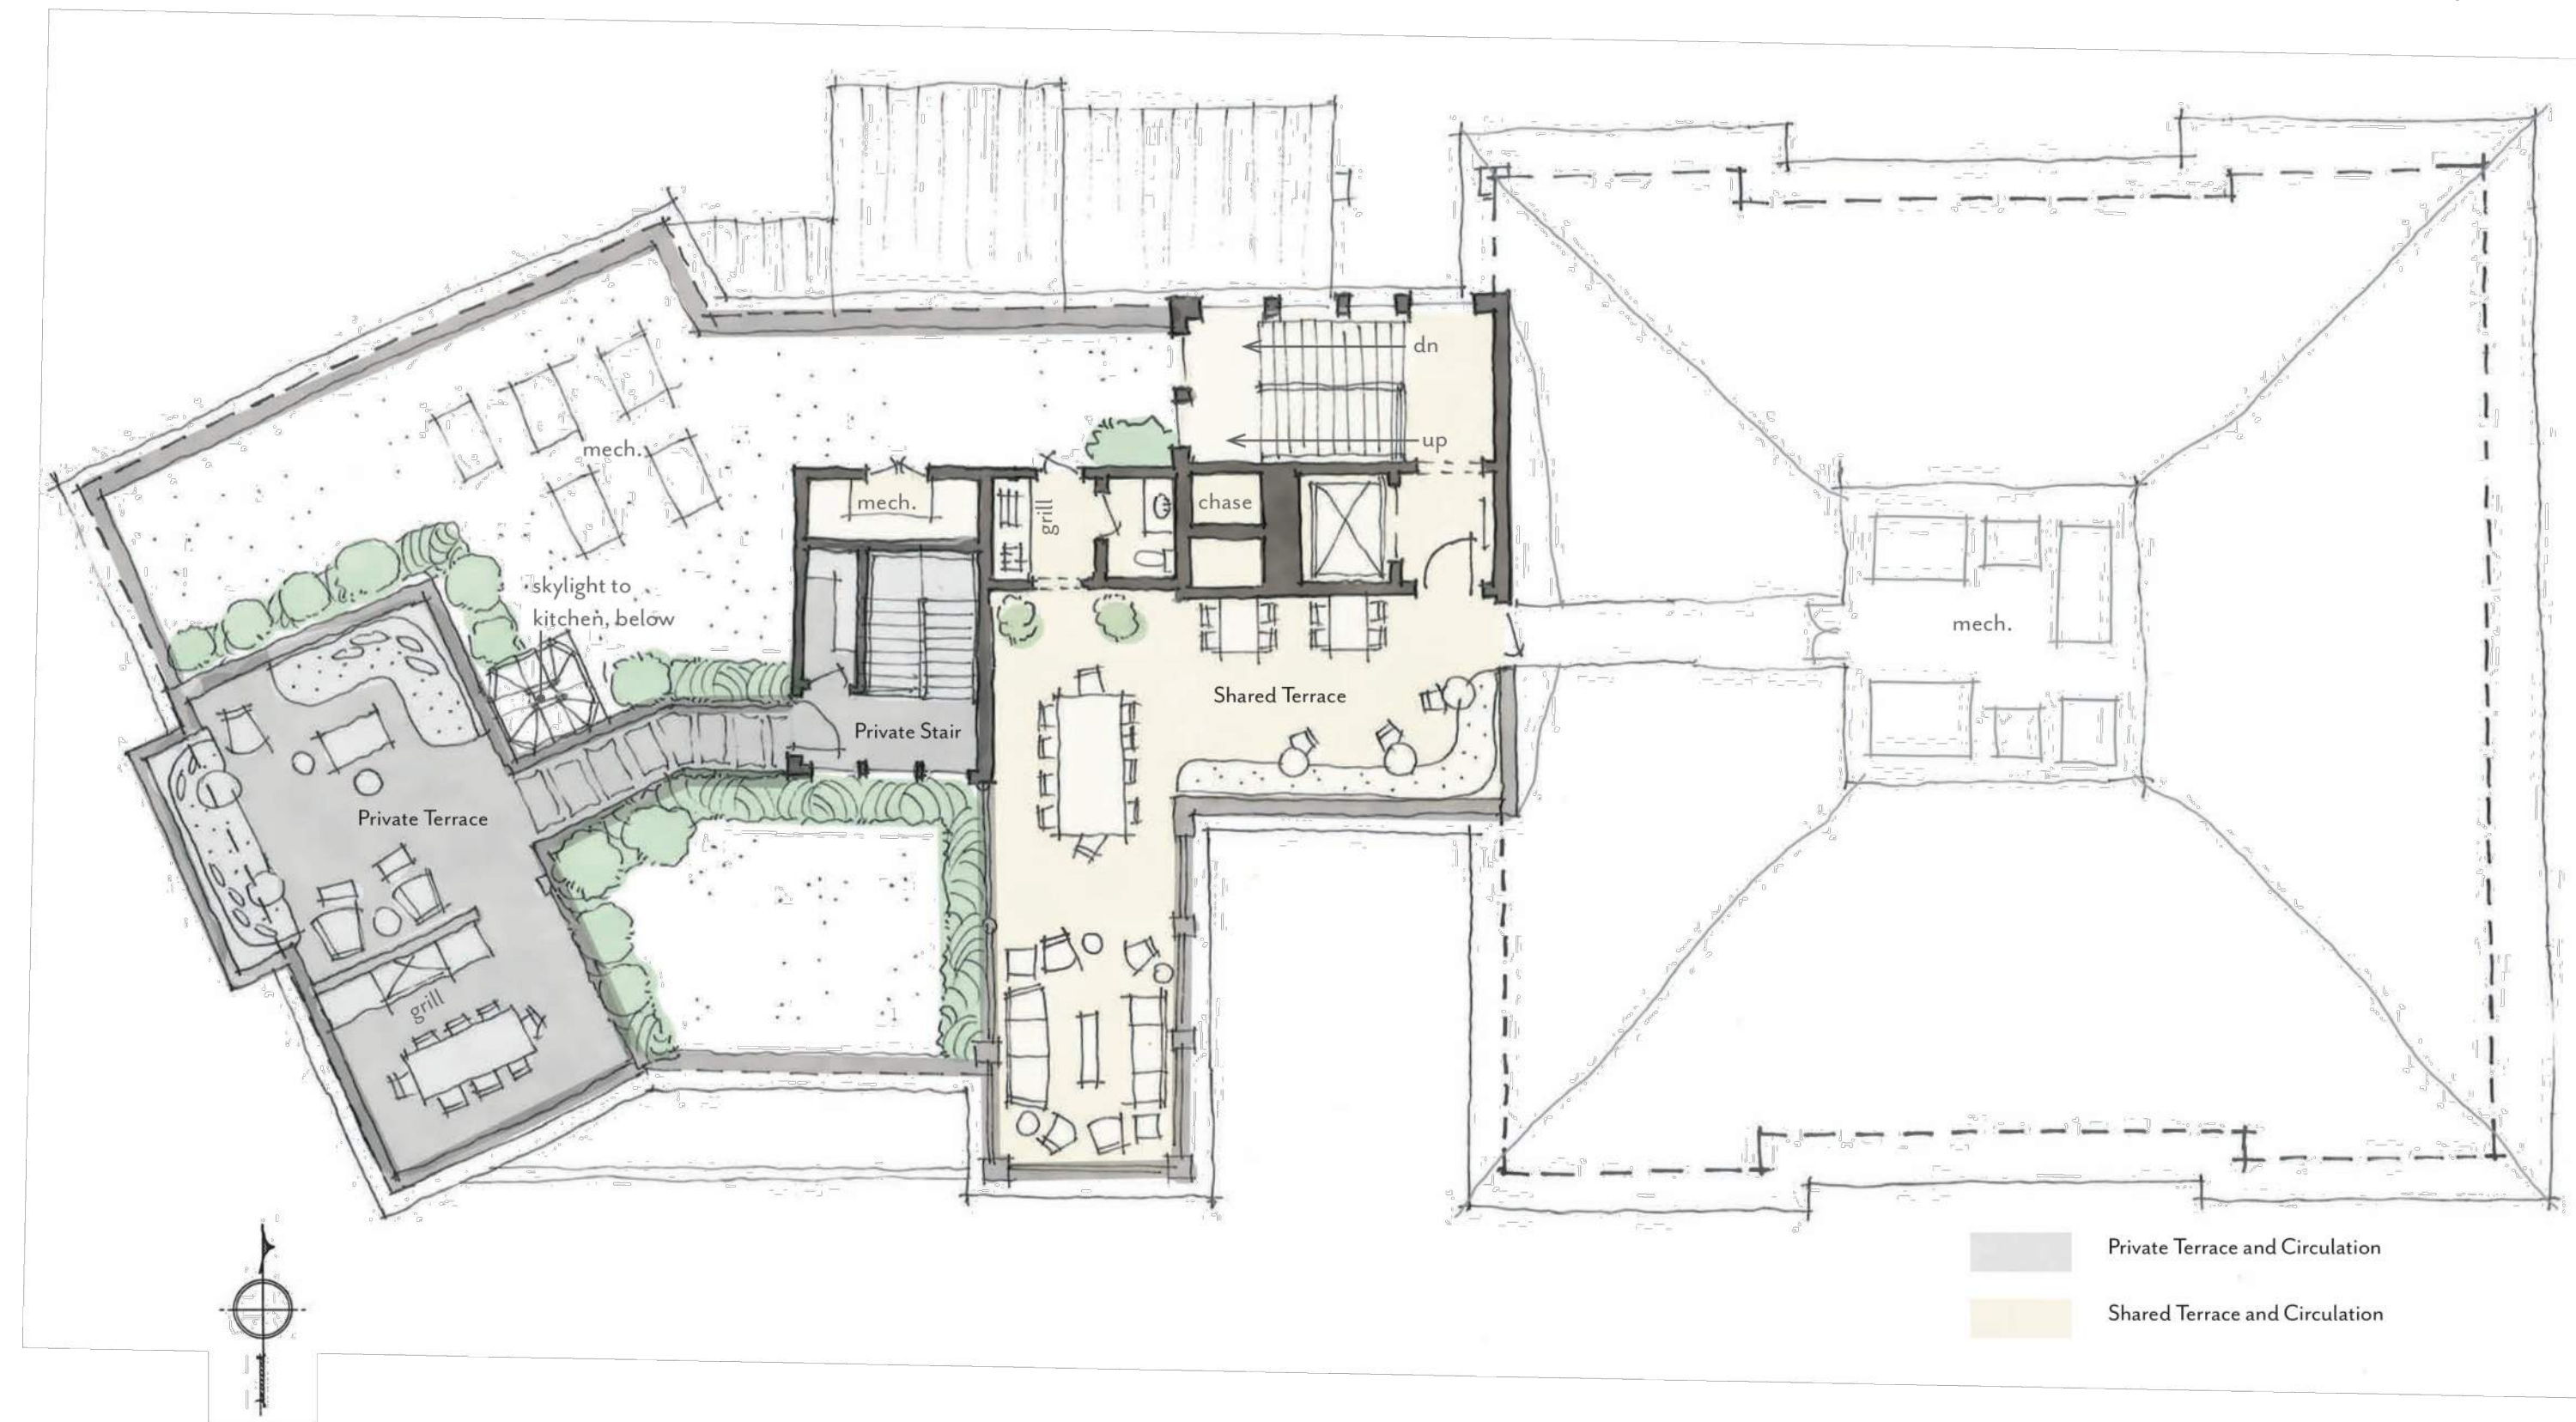 dn
up
mech.
mech.
grill
chase
skylight to
kitchen, below
mech.
Shared Terrace
Private Stair
Private Terrace
grill
Private Terrace and Circulation
Shared Terrace and Circulation